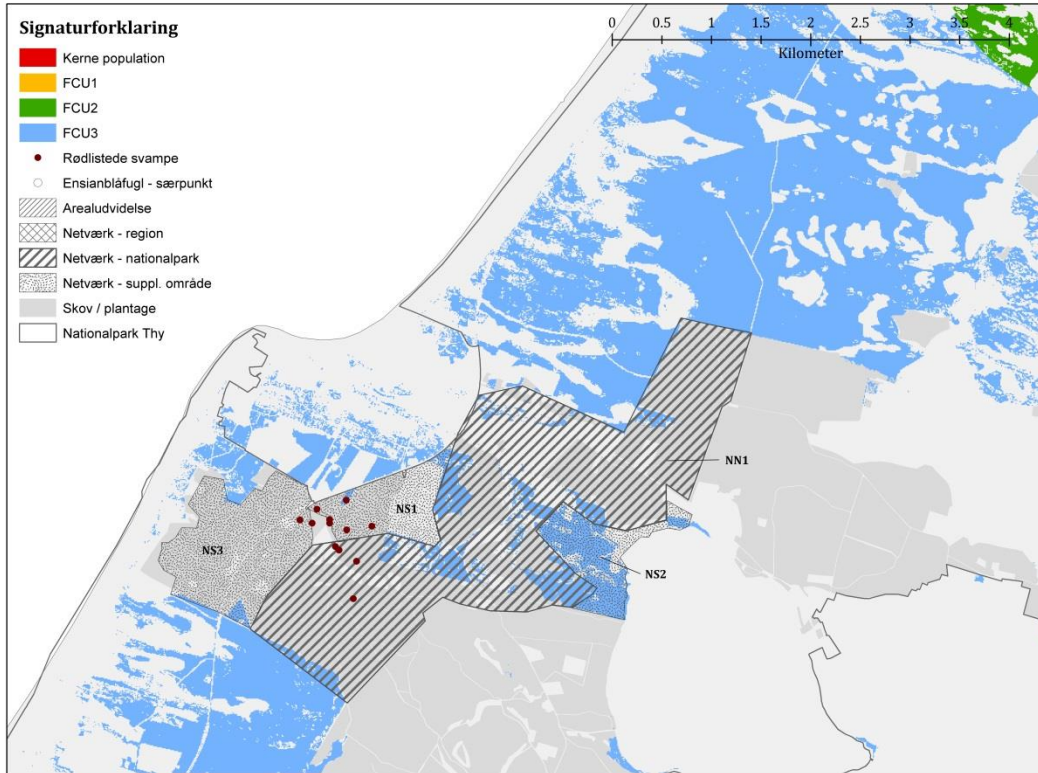 Signaturforklaring
Kerne population
FCU1
FCU2
FCU3
Rødlistede svampe
Ensianblåfugl - særpunkt
Arealudvidelse
Netværk - region
Netværk - nationalpark
Netværk - suppl. område
Skov / plantage
Nationalpark Thy
0 0.5 1 1.5 2 2.5 3 3.5 4
Kilometer
NN1
NS1
NS3
NS2